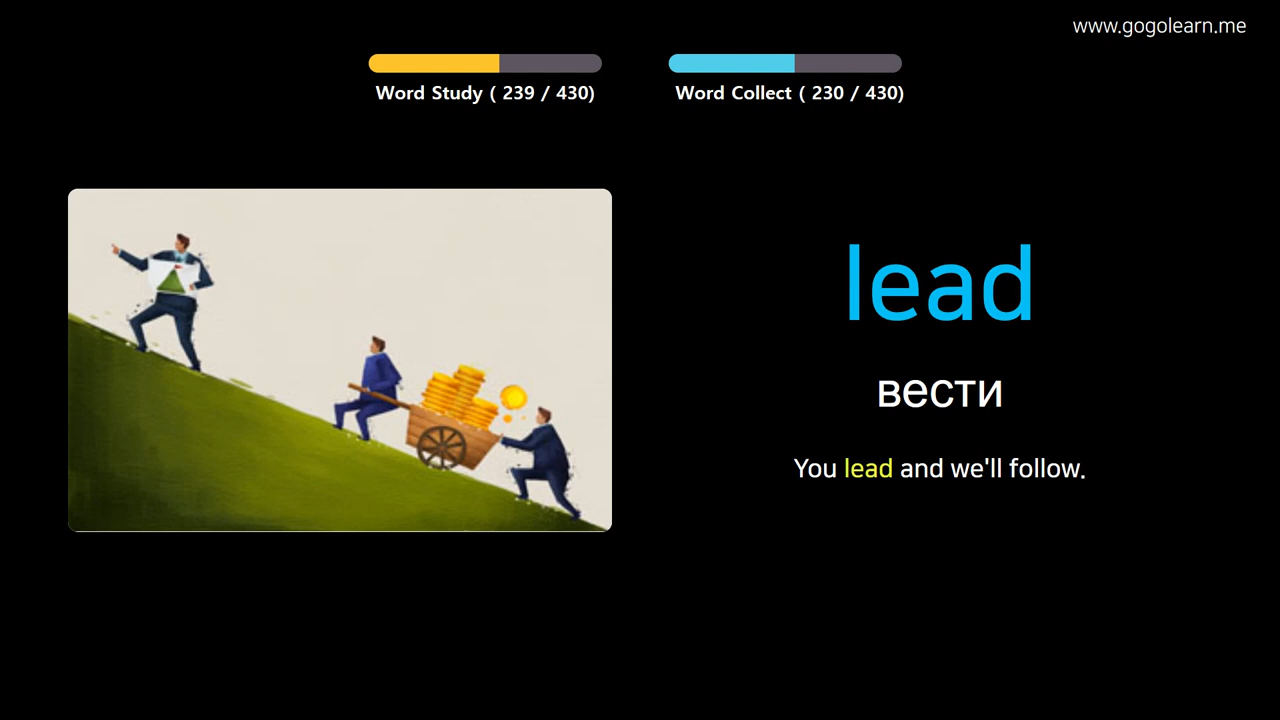 www.gogolearn.me
Word Study ( 239 / 430)
Word Collect ( 230 / 430)
lead
вести
You lead and we'll follow.